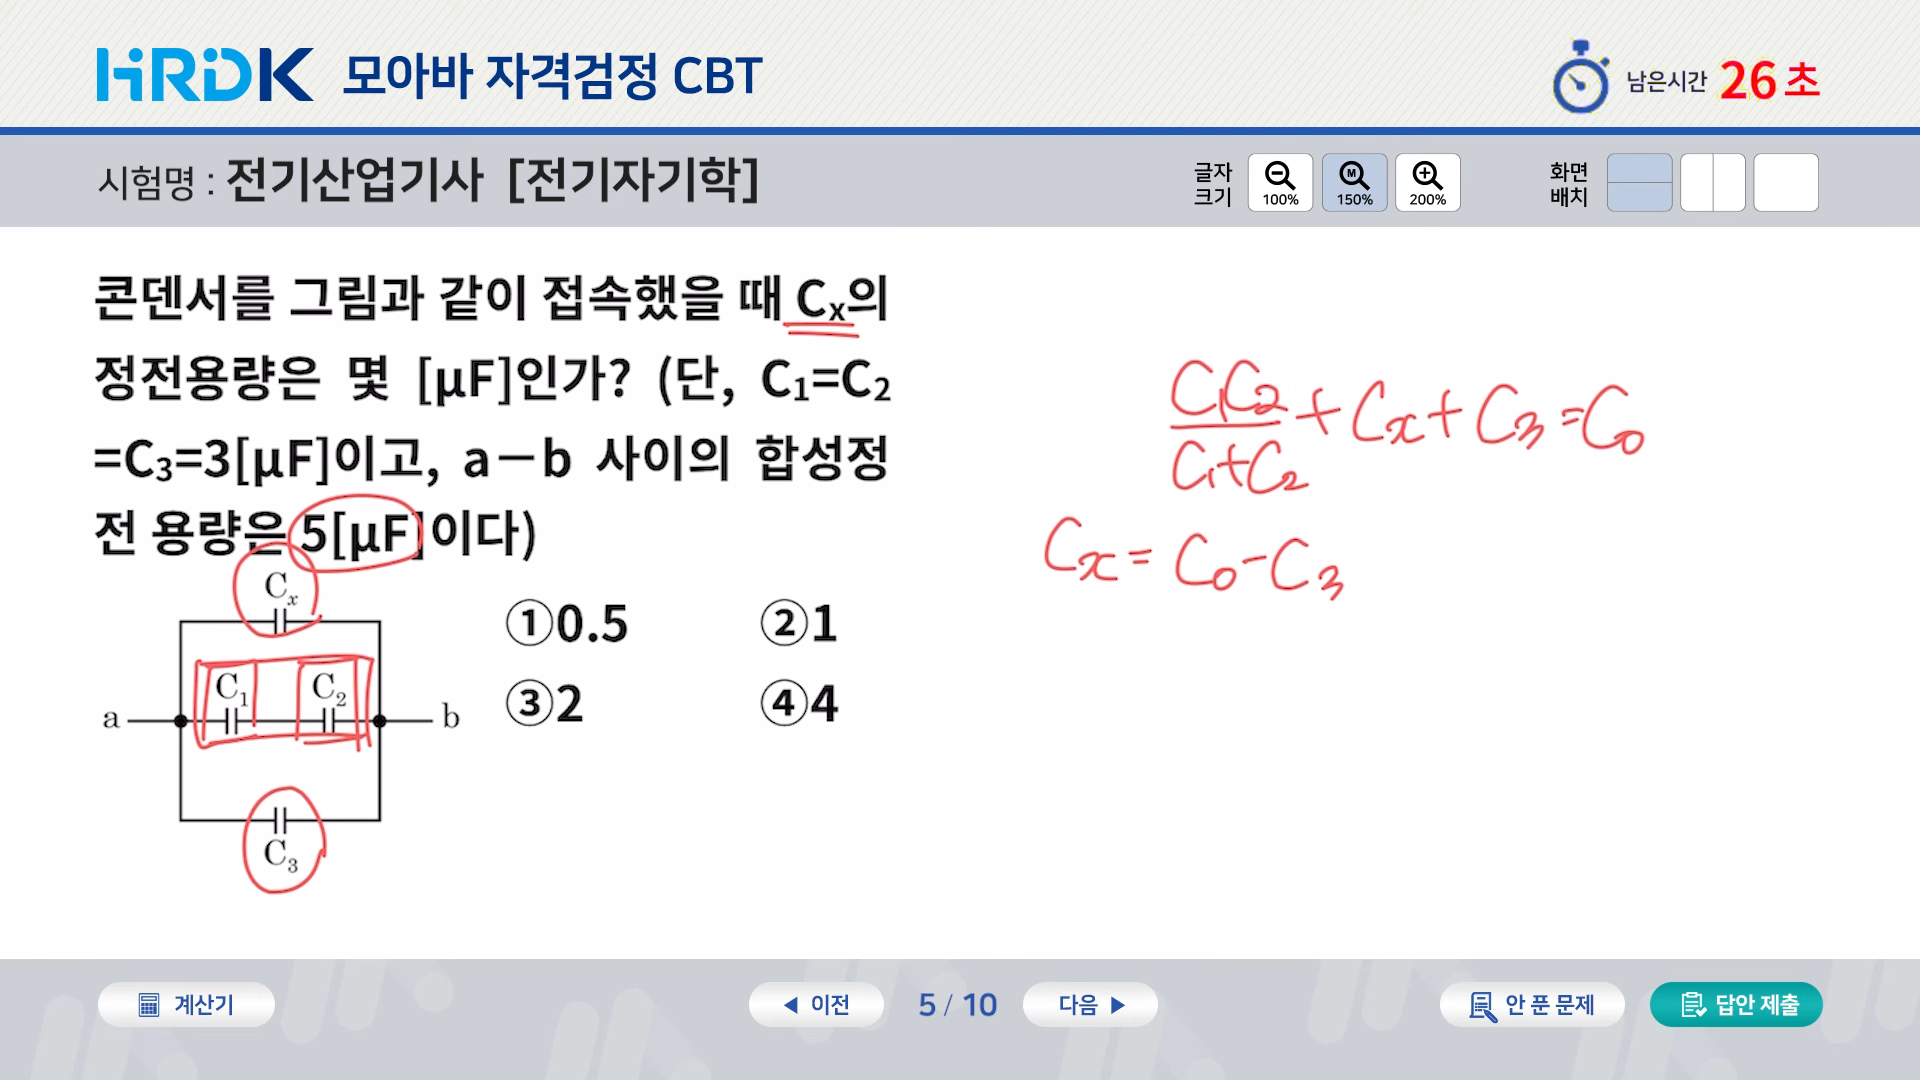 HRDK 모아바 자격검정 CBT
남은시간 26 초
시험명 : 전기산업기사 [전기자기학]
글자 크기
100%
M 150%
200%
화면 배치
콘덴서를 그림과 같이 접속했을 때 Cₓ의
정전용량은 몇 [μF]인가? (단, C₁=C₂
=C₃=3[μF]이고, a－b 사이의 합성정
전 용량은 5[μF]이다)
Cₓ
C₁ C₂
a b
C₃
①0.5 ②1
③2 ④4
C₁C₂/C₁+C₂ + Cx + C₃ = C₀
Cx = C₀ - C₃
계산기
◀ 이전 5 / 10 다음 ▶
안 푼 문제
답안 제출